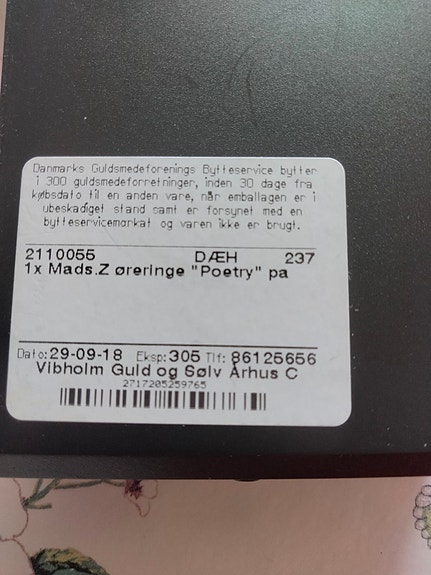 Danmarks Guldsmedeforenings Bytteservice bytter
i 300 guldsmedeforretninger, inden 30 dage fra
købsdato til en anden vare, når emballagen er i
ubeskadiget stand samt er forsynet med en
bytteservicemærkat og varen ikke er brugt.
2110055 DÆH 237
1x Mads.Z øreringe "Poetry" pa
Dato:29-09-18 Eksp:305 Tlf: 86125656
Vibholm Guld og Sølv Århus C
2717205259765